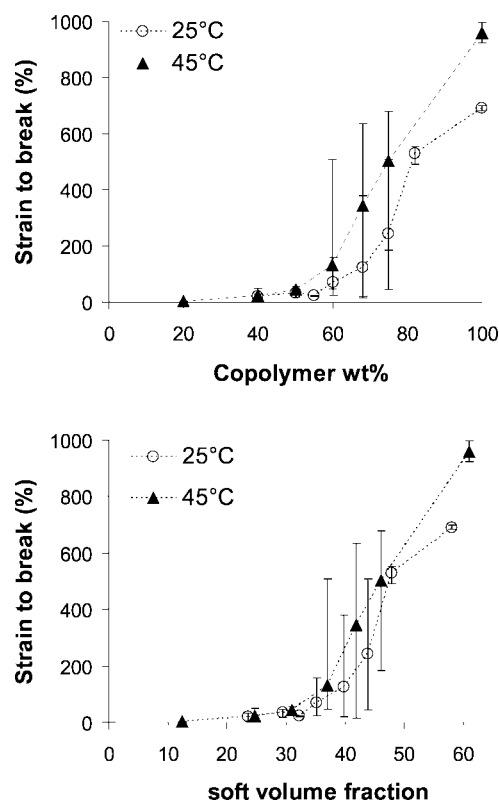 1000
800
600
400
200
0
Strain to break (%)
25°C
45°C
0 20 40 60 80 100
Copolymer wt%
1000
800
600
400
200
0
Strain to break (%)
25°C
45°C
0 10 20 30 40 50 60
soft volume fraction